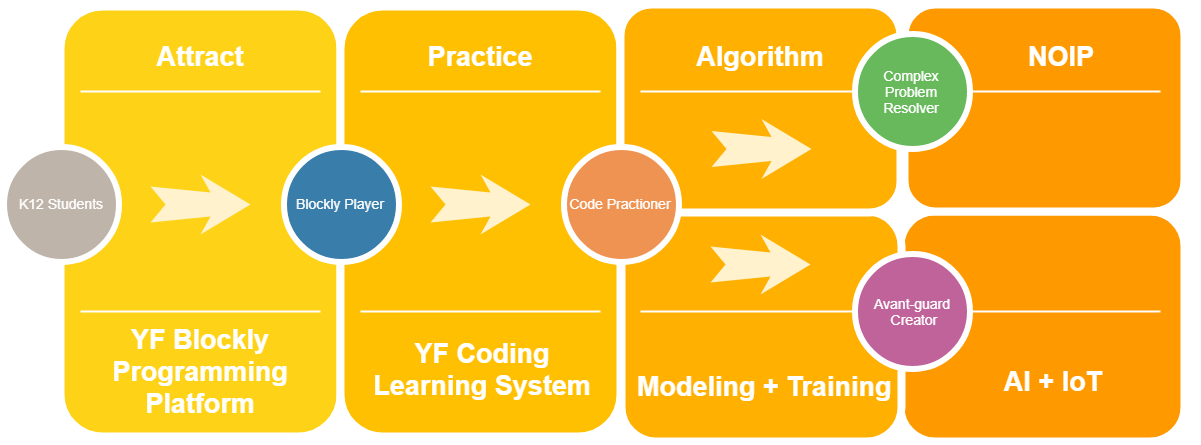 Attract
Practice
Algorithm
NOIP
Complex
Problem
Resolver
K12 Students
Blockly Player
Code Practioner
Avant-guard
Creator
YF Blockly
Programming
Platform
YF Coding
Learning System
Modeling + Training
AI + IoT